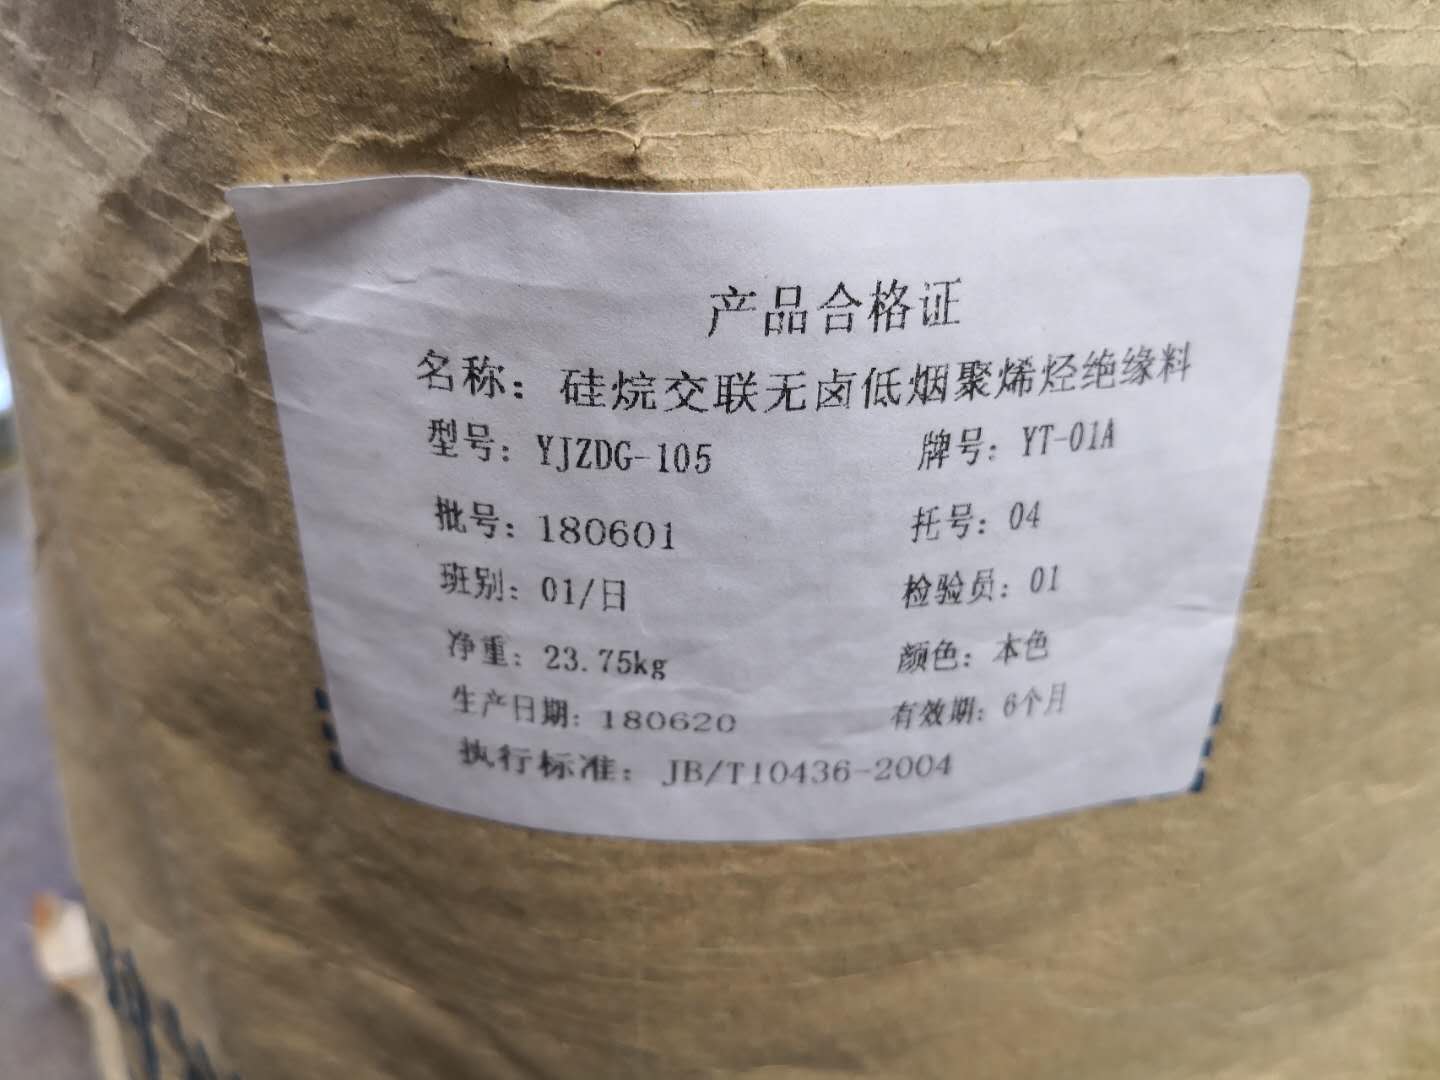 产品合格证
名称：硅烷交联无卤低烟聚烯烃绝缘料
型号：YJZDG-105 牌号：YT-01A
批号：180601 托号：04
班别：01/日 检验员：01
净重：23.75kg 颜色：本色
生产日期：180620 有效期：6个月
执行标准：JB/T10436-2004